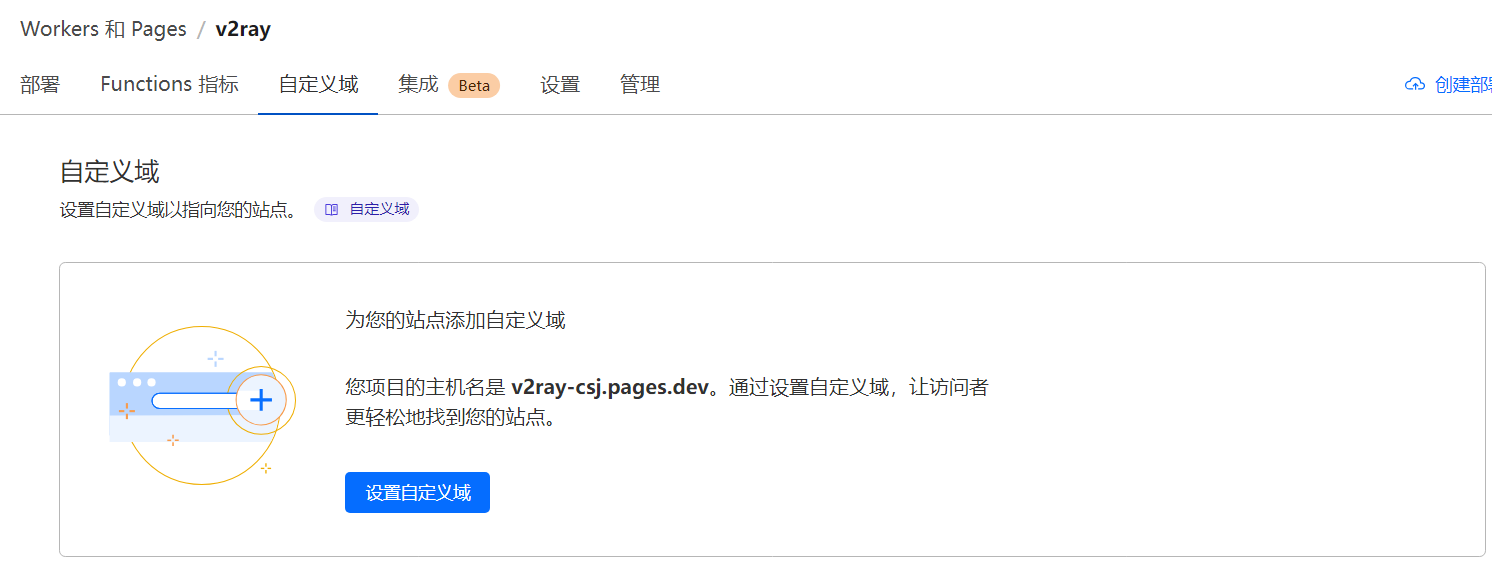 Workers 和 Pages / v2ray
部署 Functions 指标 自定义域 集成 Beta 设置 管理 创建部
自定义域
设置自定义域以指向您的站点。 自定义域
为您的站点添加自定义域
您项目的主机名是 v2ray-csj.pages.dev。通过设置自定义域，让访问者
更轻松地找到您的站点。
设置自定义域